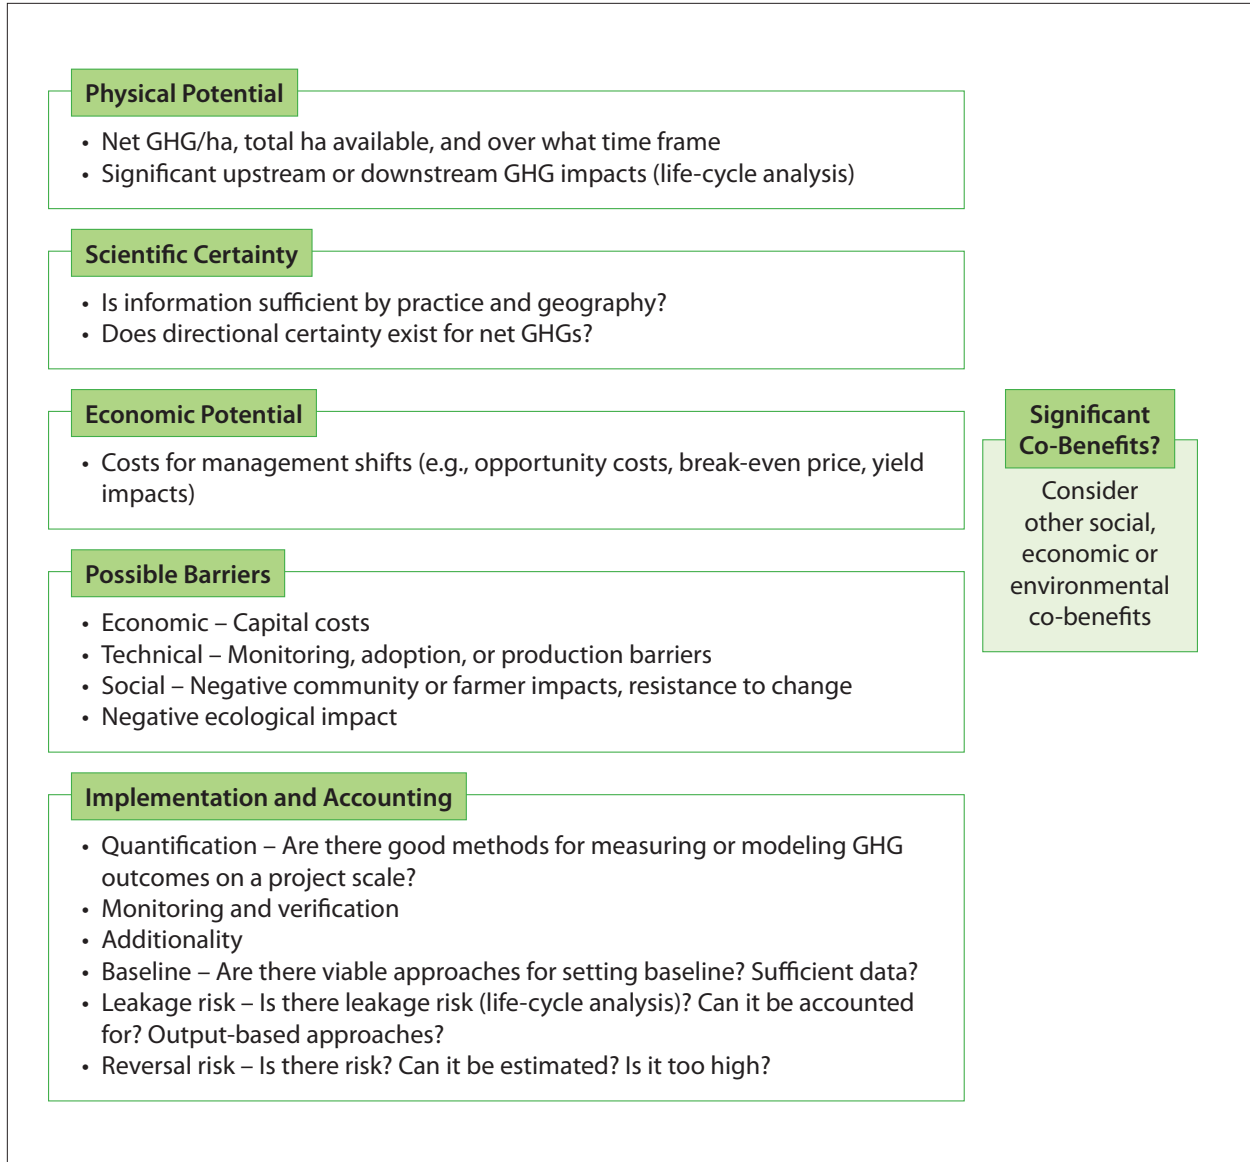 Physical Potential
• Net GHG/ha, total ha available, and over what time frame
• Significant upstream or downstream GHG impacts (life-cycle analysis)
Scientific Certainty
• Is information sufficient by practice and geography?
• Does directional certainty exist for net GHGs?
Economic Potential
• Costs for management shifts (e.g., opportunity costs, break-even price, yield
impacts)
Possible Barriers
• Economic – Capital costs
• Technical – Monitoring, adoption, or production barriers
• Social – Negative community or farmer impacts, resistance to change
• Negative ecological impact
Implementation and Accounting
• Quantification – Are there good methods for measuring or modeling GHG
outcomes on a project scale?
• Monitoring and verification
• Additionality
• Baseline – Are there viable approaches for setting baseline? Sufficient data?
• Leakage risk – Is there leakage risk (life-cycle analysis)? Can it be accounted
for? Output-based approaches?
• Reversal risk – Is there risk? Can it be estimated? Is it too high?
Significant
Co-Benefits?
Consider
other social,
economic or
environmental
co-benefits